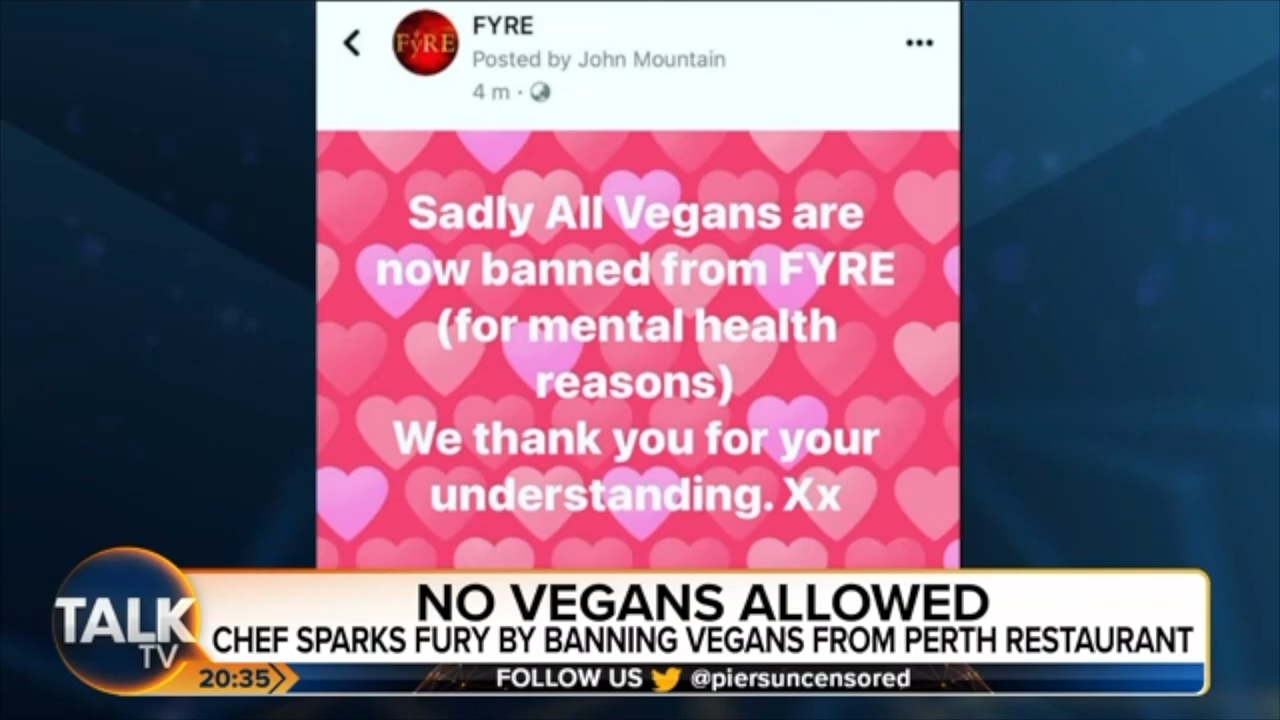 FYRE
FyRE
Posted by John Mountain
4 m ·
Sadly All Vegans are
now banned from FYRE
(for mental health
reasons)
We thank you for your
understanding. Xx
NO VEGANS ALLOWED
CHEF SPARKS FURY BY BANNING VEGANS FROM PERTH RESTAURANT
TALK
TV
20:35
FOLLOW US @piersuncensored